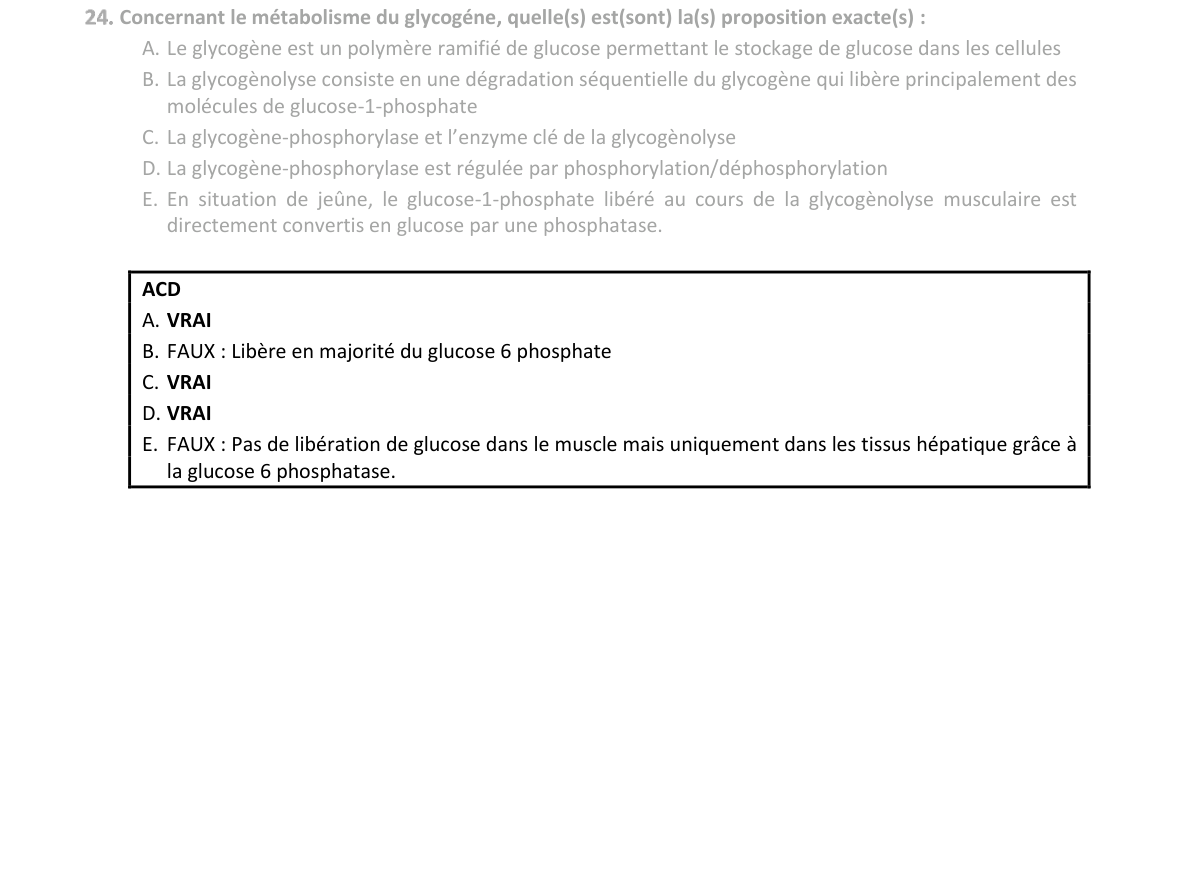 24. Concernant le métabolisme du glycogéne, quelle(s) est(sont) la(s) proposition exacte(s) :
A. Le glycogène est un polymère ramifié de glucose permettant le stockage de glucose dans les cellules
B. La glycogènolyse consiste en une dégradation séquentielle du glycogène qui libère principalement des
molécules de glucose-1-phosphate
C. La glycogène-phosphorylase et l’enzyme clé de la glycogènolyse
D. La glycogène-phosphorylase est régulée par phosphorylation/déphosphorylation
E. En situation de jeûne, le glucose-1-phosphate libéré au cours de la glycogènolyse musculaire est
directement convertis en glucose par une phosphatase.
ACD
A. VRAI
B. FAUX : Libère en majorité du glucose 6 phosphate
C. VRAI
D. VRAI
E. FAUX : Pas de libération de glucose dans le muscle mais uniquement dans les tissus hépatique grâce à
la glucose 6 phosphatase.